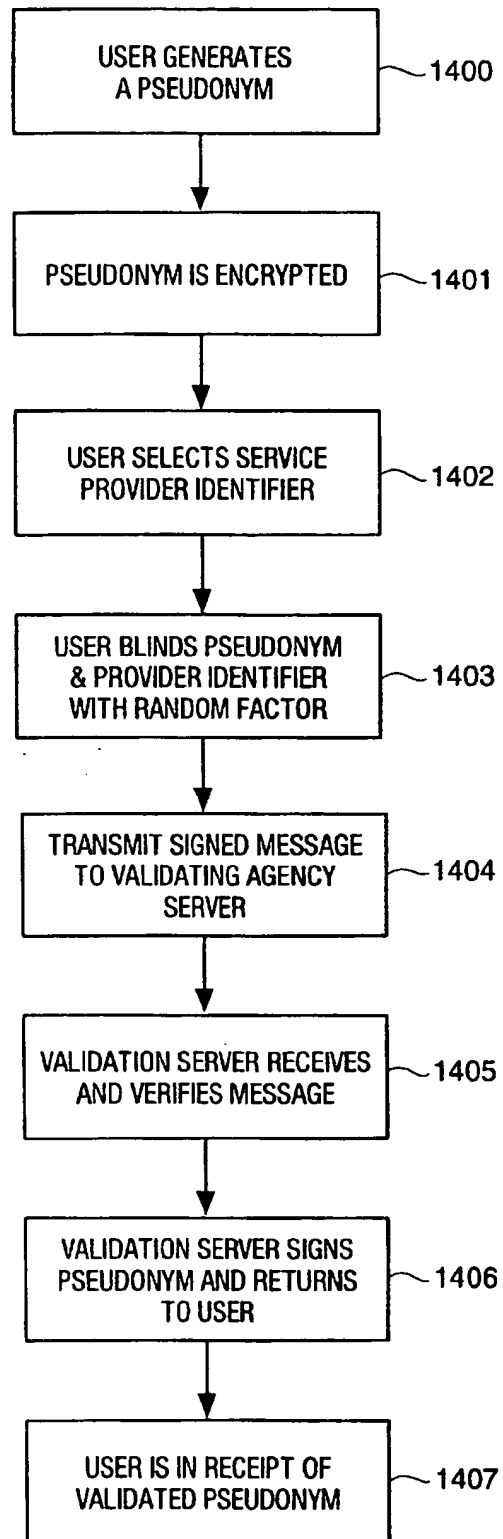 USER GENERATES
A PSEUDONYM
1400
PSEUDONYM IS ENCRYPTED
1401
USER SELECTS SERVICE
PROVIDER IDENTIFIER
1402
USER BLINDS PSEUDONYM
& PROVIDER IDENTIFIER
WITH RANDOM FACTOR
1403
TRANSMIT SIGNED MESSAGE
TO VALIDATING AGENCY
SERVER
1404
VALIDATION SERVER RECEIVES
AND VERIFIES MESSAGE
1405
VALIDATION SERVER SIGNS
PSEUDONYM AND RETURNS
TO USER
1406
USER IS IN RECEIPT OF
VALIDATED PSEUDONYM
1407